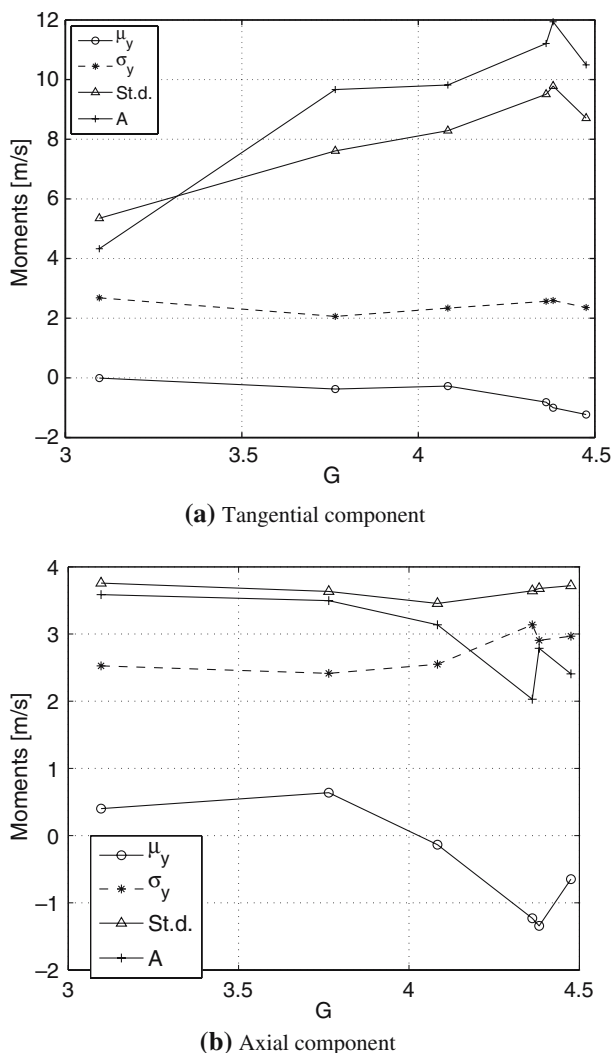 12
10
8
6
4
2
0
−2
Moments [m/s]
μy
σy
St.d.
A
3
3.5
4
4.5
G
(a) Tangential component
4
3
2
1
0
−1
−2
Moments [m/s]
μy
σy
St.d.
A
3
3.5
4
4.5
G
(b) Axial component